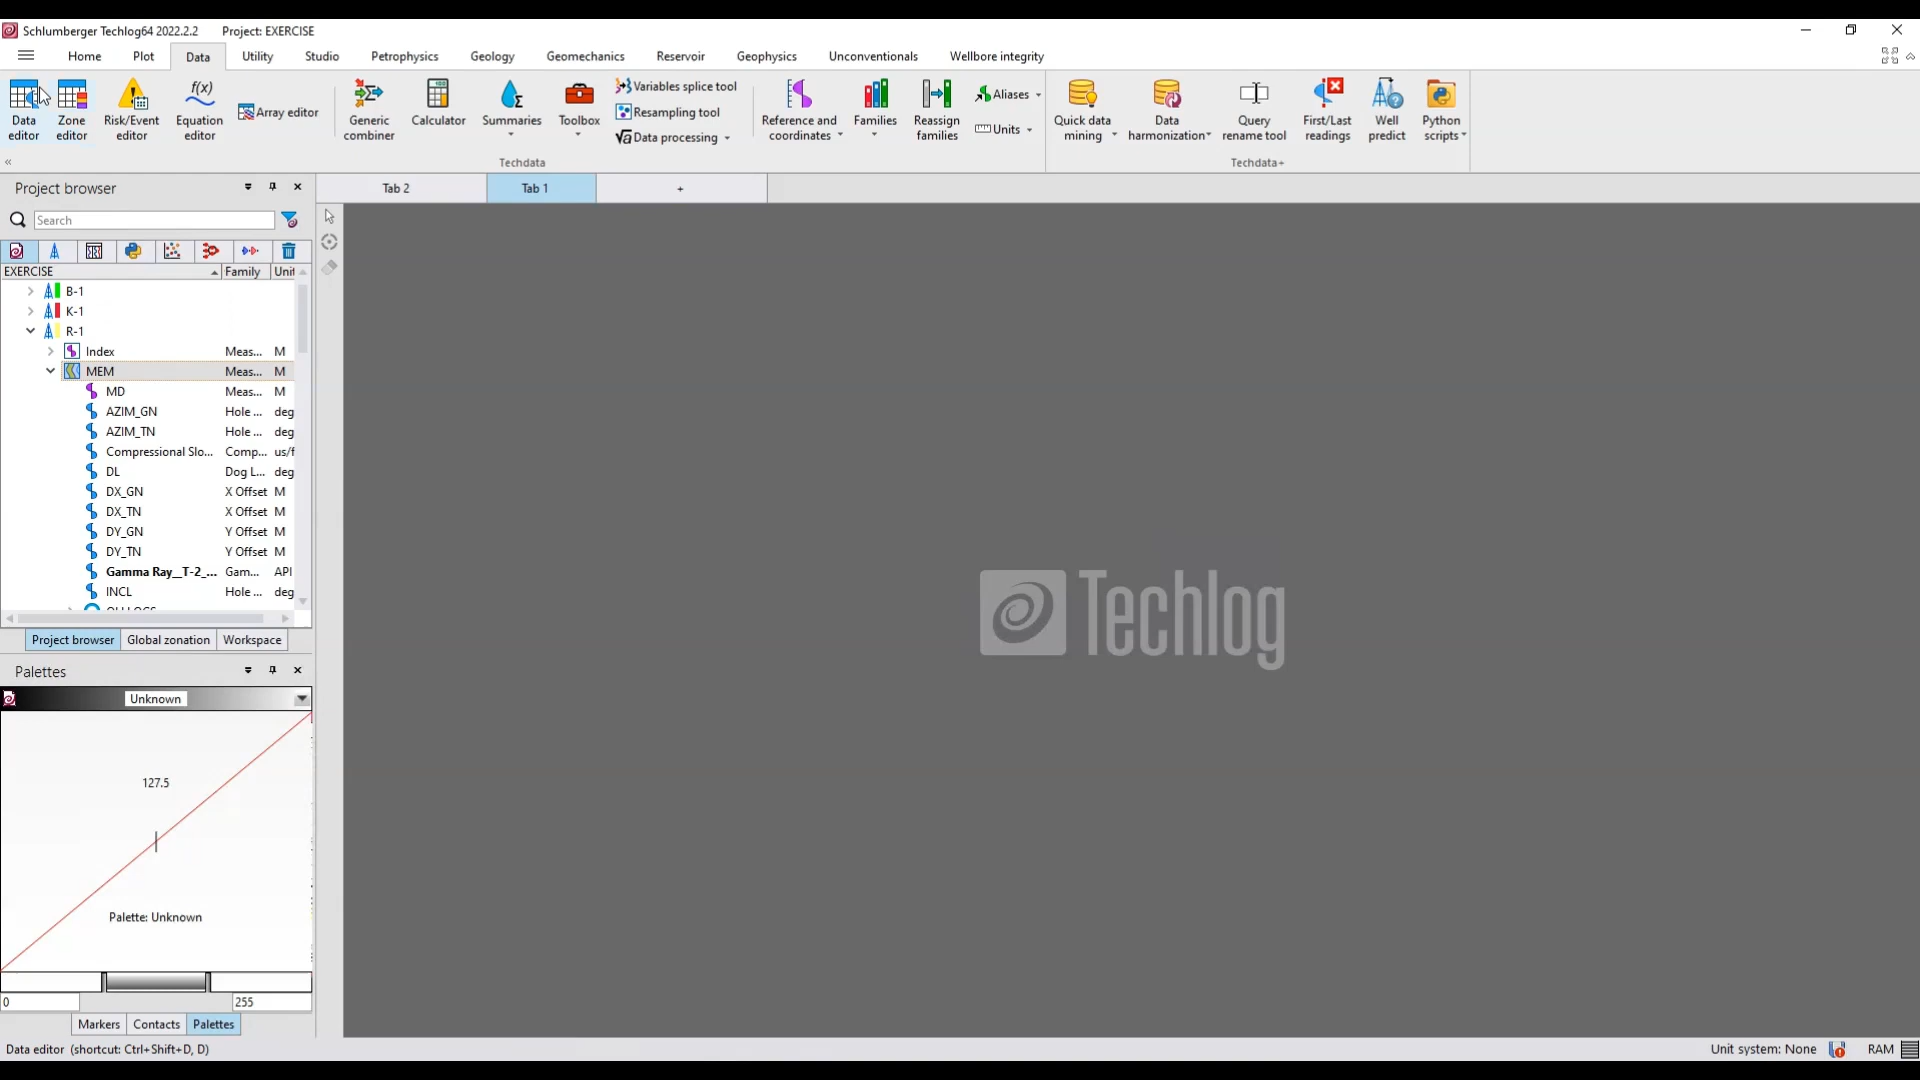 Schlumberger Techlog64 2022.2.2 Project: EXERCISE
Home Plot Data Utility Studio Petrophysics Geology Geomechanics Reservoir Geophysics Unconventionals Wellbore integrity
Data editor
Zone editor
Risk/Event editor
f(x)
Equation editor
Array editor
Generic combiner
Calculator
Summaries
Toolbox
Variables splice tool
Resampling tool
Data processing
Reference and coordinates
Families
Reassign families
Aliases
Units
Quick data mining
Data harmonization
Query rename tool
First/Last readings
Well predict
Python scripts
Techdata
Techdata+
Project browser
Tab 2 Tab 1 +
Search
EXERCISE Family Unit
B-1
K-1
R-1
Index Meas... M
MEM Meas... M
MD Meas... M
AZIM_GN Hole ... deg
AZIM_TN Hole ... deg
Compressional Slo... Comp... us/f
DL Dog L... deg
DX_GN X Offset M
DX_TN X Offset M
DY_GN Y Offset M
DY_TN Y Offset M
Gamma Ray__T-2_... Gam... API
INCL Hole ... deg
Techlog
Project browser Global zonation Workspace
Palettes
Unknown
127.5
Palette: Unknown
0 255
Markers Contacts Palettes
Data editor (shortcut: Ctrl+Shift+D, D) Unit system: None RAM